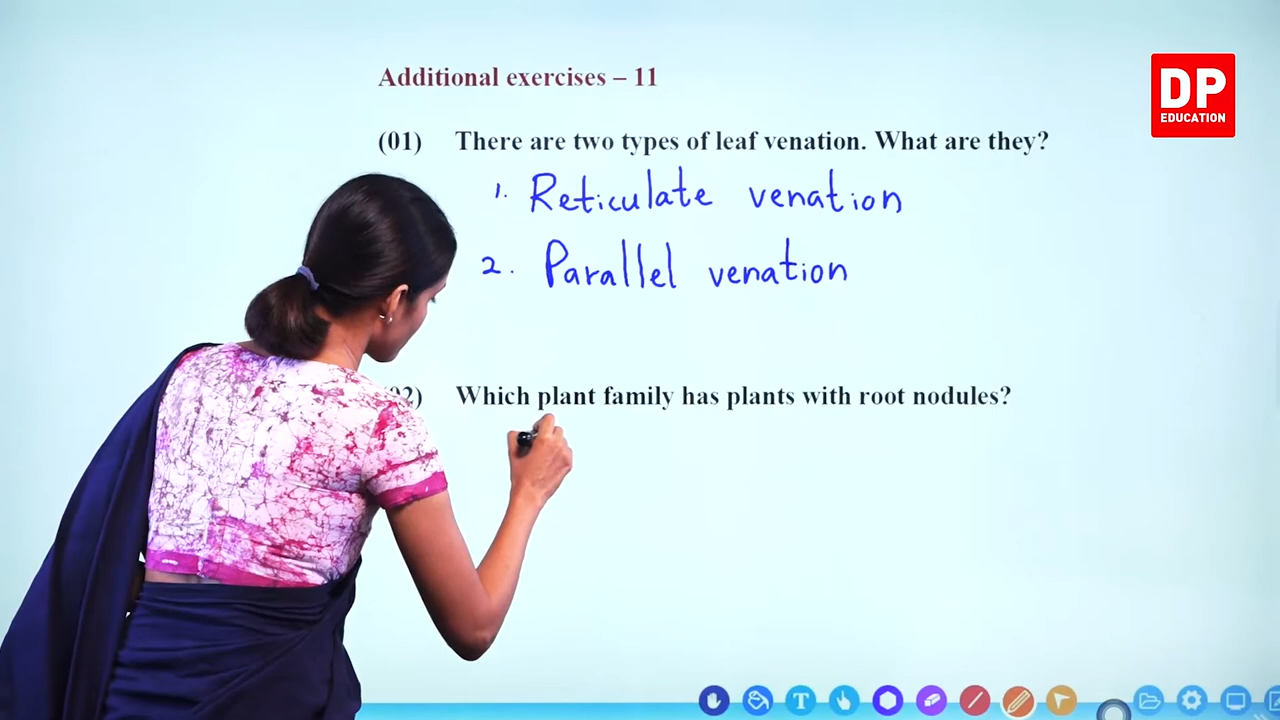 DP
EDUCATION
Additional exercises – 11
(01) There are two types of leaf venation. What are they?
1. Reticulate venation
2. Parallel venation
02) Which plant family has plants with root nodules?